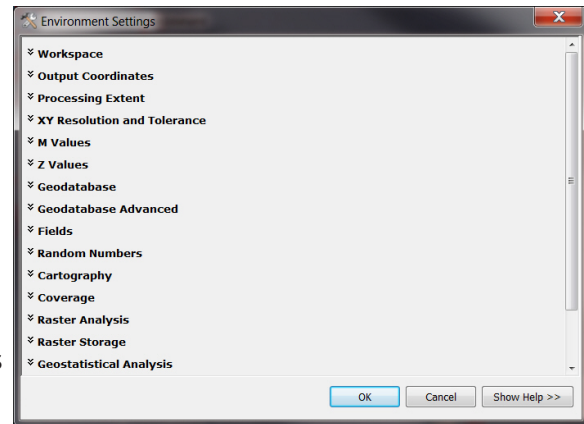 Environment Settings
Workspace
Output Coordinates
Processing Extent
XY Resolution and Tolerance
M Values
Z Values
Geodatabase
Geodatabase Advanced
Fields
Random Numbers
Cartography
Coverage
Raster Analysis
Raster Storage
Geostatistical Analysis
OK Cancel Show Help >>